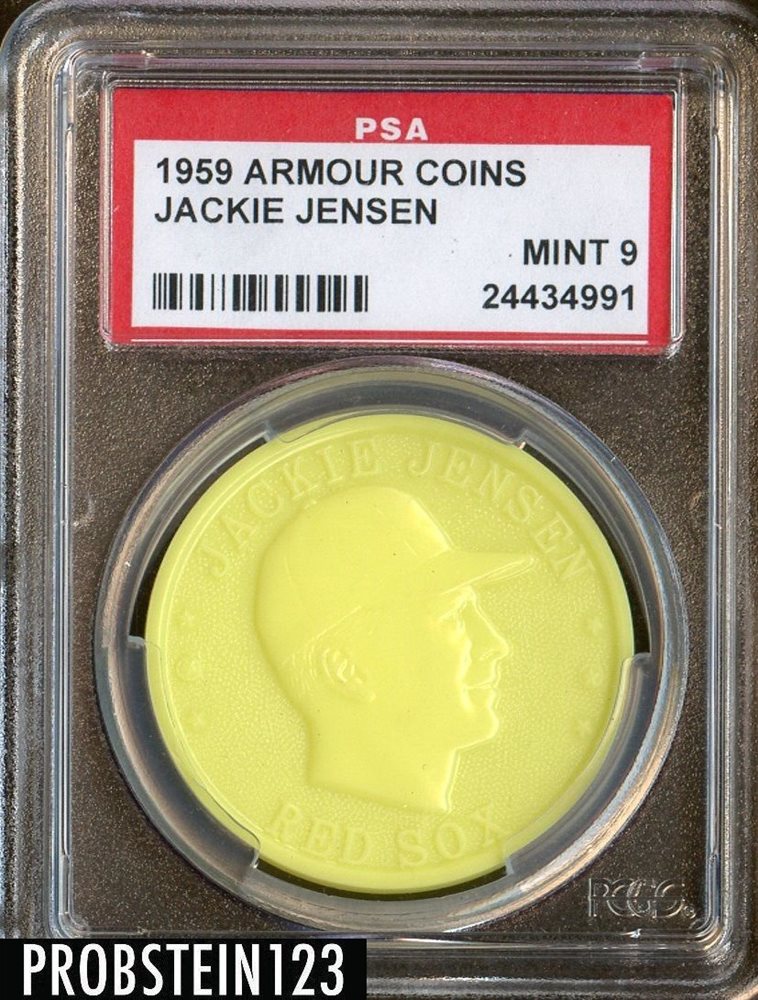 PSA
1959 ARMOUR COINS
JACKIE JENSEN
MINT 9
24434991
JACKIE JENSEN
RED SOX
PCGS
PROBSTEIN123